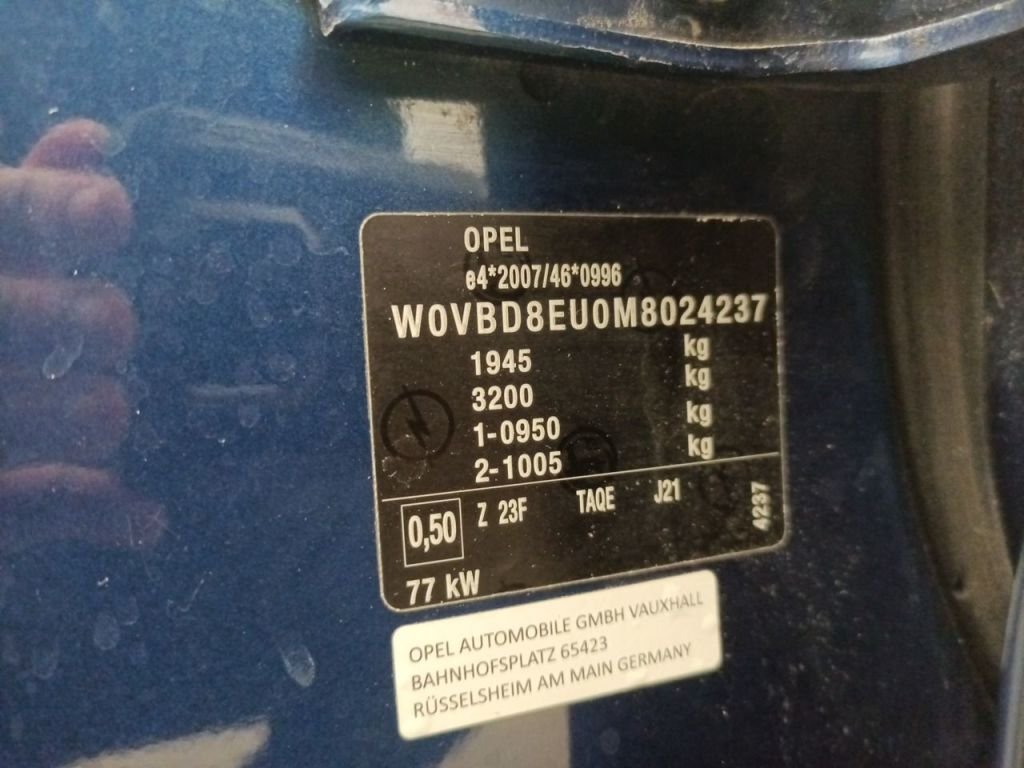 OPEL
e4*2007/46*0996
W0VBD8EU0M8024237
1945 kg
3200 kg
1-0950 kg
2-1005 kg
0,50 Z 23F TAQE J21 4237
77 kW
OPEL AUTOMOBILE GMBH VAUXHALL
BAHNHOFSPLATZ 65423
RÜSSELSHEIM AM MAIN GERMANY